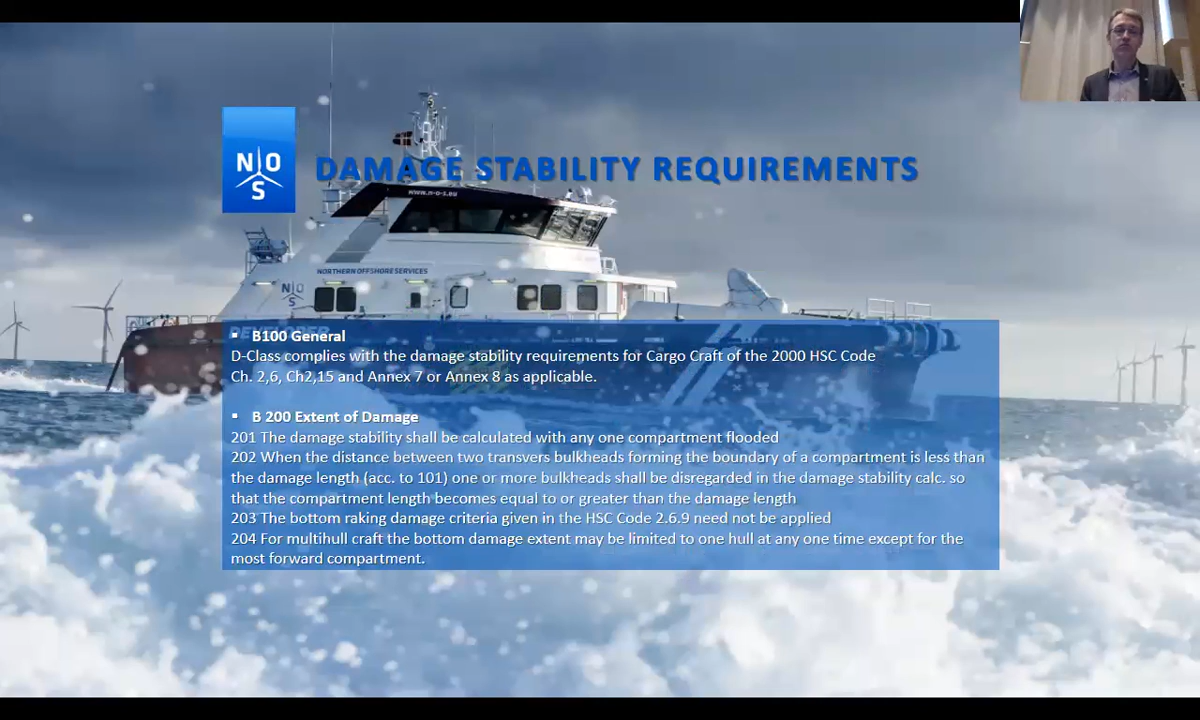 N O
S
DAMAGE STABILITY REQUIREMENTS
WWW.N-O-S.EU
NORTHERN OFFSHORE SERVICES
N O
S
DEVELOPER
▪ B100 General
D-Class complies with the damage stability requirements for Cargo Craft of the 2000 HSC Code
Ch. 2,6, Ch2,15 and Annex 7 or Annex 8 as applicable.
▪ B 200 Extent of Damage
201 The damage stability shall be calculated with any one compartment flooded
202 When the distance between two transvers bulkheads forming the boundary of a compartment is less than
the damage length (acc. to 101) one or more bulkheads shall be disregarded in the damage stability calc. so
that the compartment length becomes equal to or greater than the damage length
203 The bottom raking damage criteria given in the HSC Code 2.6.9 need not be applied
204 For multihull craft the bottom damage extent may be limited to one hull at any one time except for the
most forward compartment.